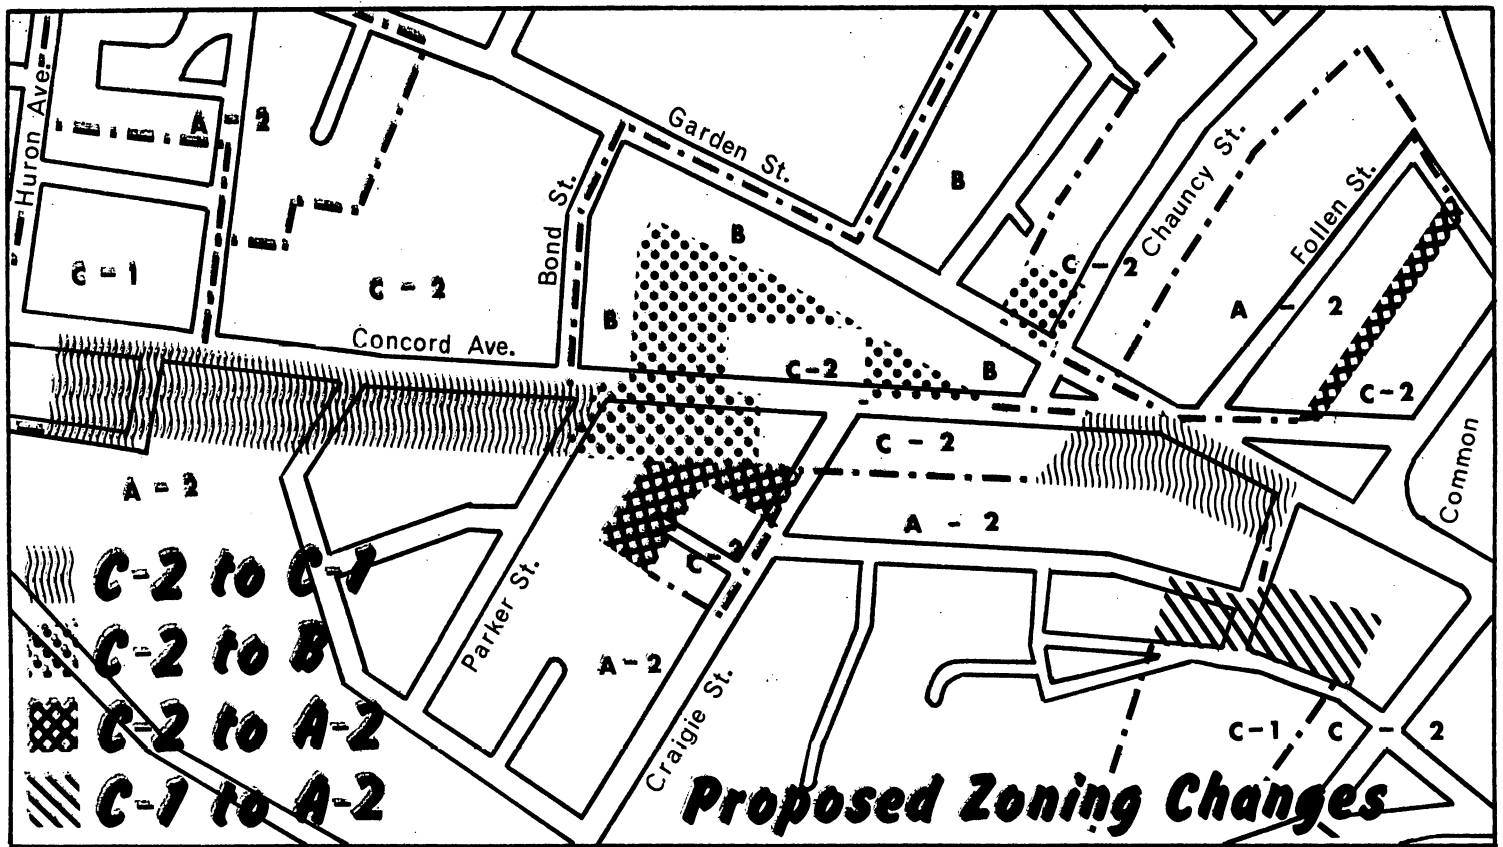 Huron Ave.
A - 2
Garden St.
B
Chauncy St.
Follen St.
Bond St.
B
C - 1
C - 2
C - 2
A - 2
B
Concord Ave.
C-2
B
C-2
C - 2
Common
A - 2
A - 2
C-2
Parker St.
A-2
Craigie St.
C-1
C - 2
C-2 to C-1
C-2 to B
C-2 to A-2
C-1 to A-2
Proposed Zoning Changes